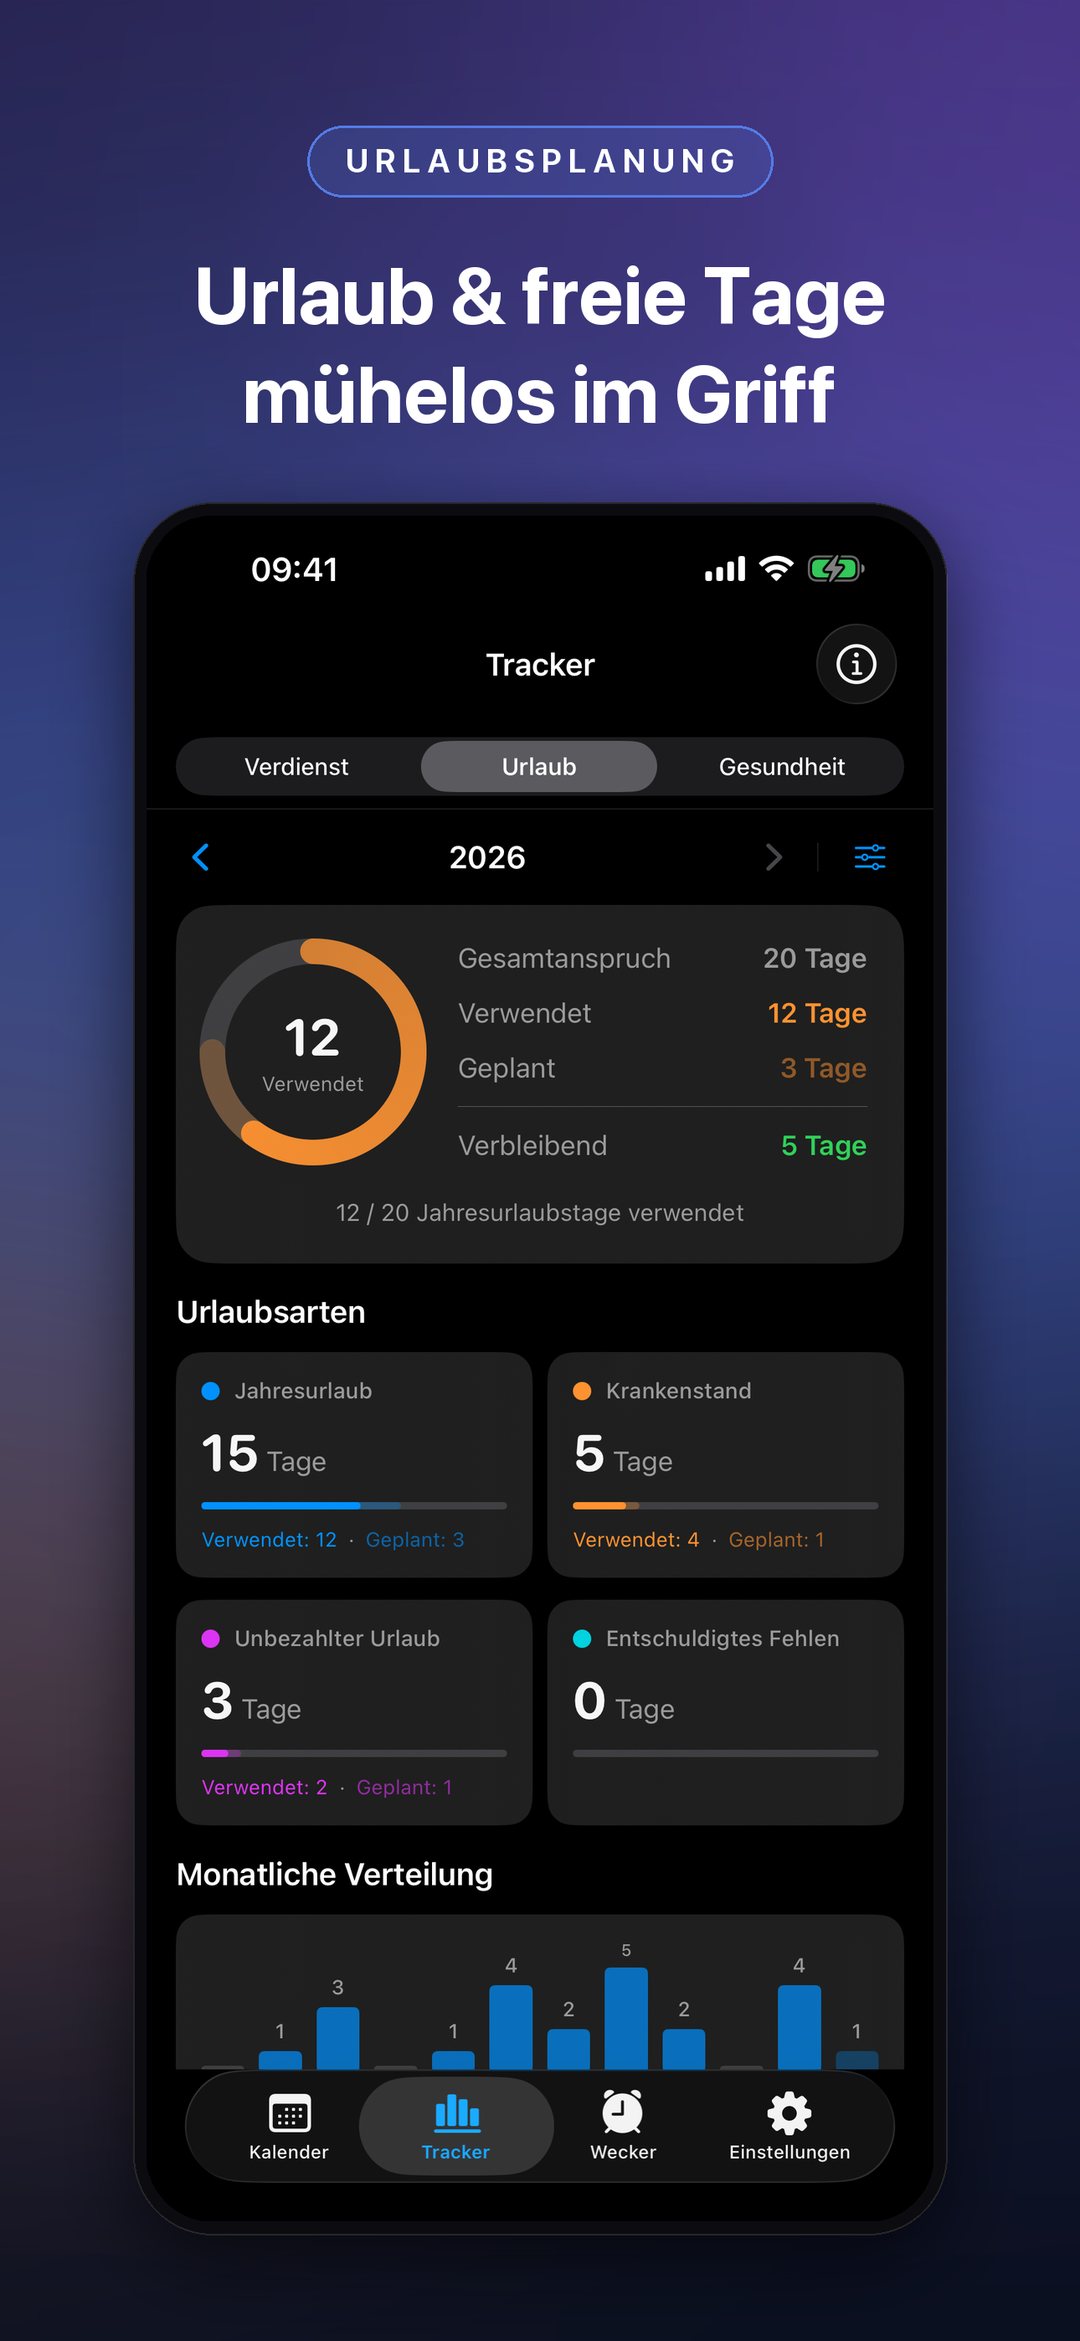 URLAUBSPLANUNG
Urlaub & freie Tage
mühelos im Griff
09:41
Tracker
Verdienst Urlaub Gesundheit
2026
12
Verwendet
Gesamtanspruch 20 Tage
Verwendet 12 Tage
Geplant 3 Tage
Verbleibend 5 Tage
12 / 20 Jahresurlaubstage verwendet
Urlaubsarten
Jahresurlaub
15 Tage
Verwendet: 12 · Geplant: 3
Krankenstand
5 Tage
Verwendet: 4 · Geplant: 1
Unbezahlter Urlaub
3 Tage
Verwendet: 2 · Geplant: 1
Entschuldigtes Fehlen
0 Tage
Monatliche Verteilung
1 3 1 4 2 5 2 4 1
Kalender Tracker Wecker Einstellungen